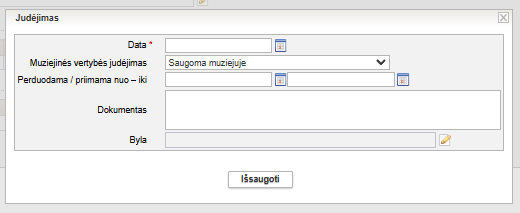 Judėjimas
Data *
Muziejinės vertybės judėjimas Saugoma muziejuje
Perduodama / priimama nuo – iki
Dokumentas
Byla
Išsaugoti